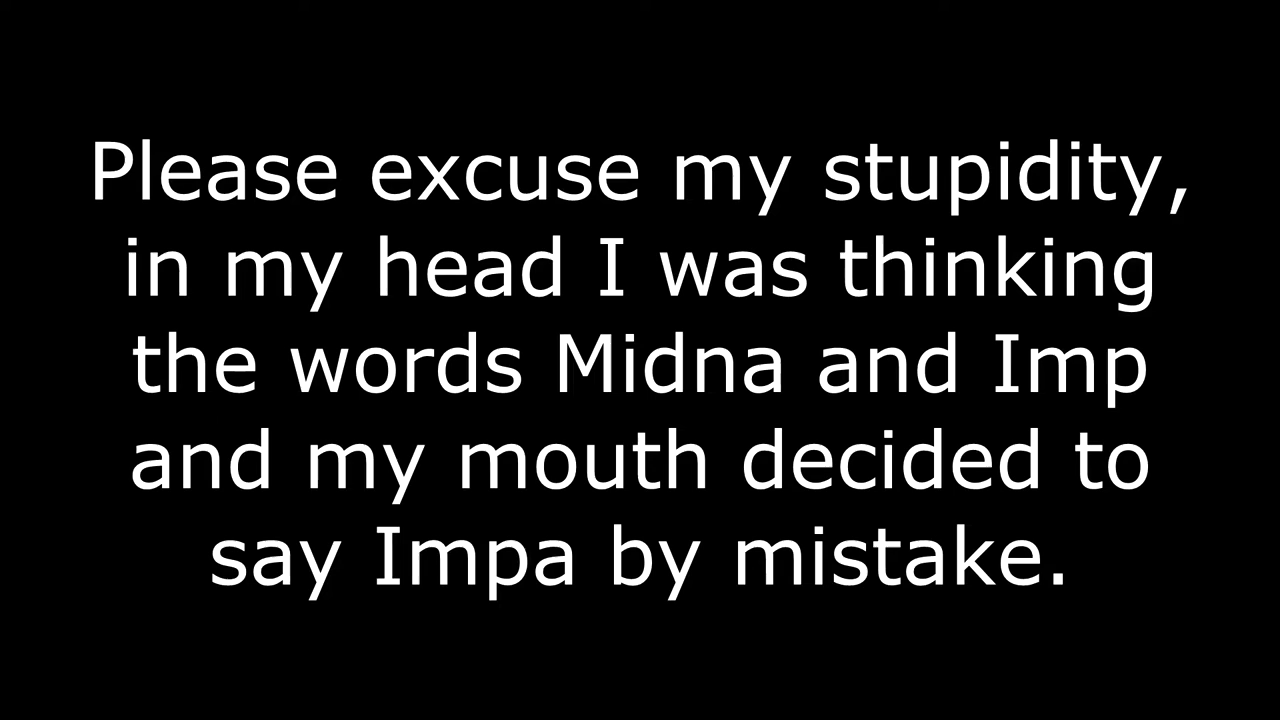 Please excuse my stupidity,
in my head I was thinking
the words Midna and Imp
and my mouth decided to
say Impa by mistake.